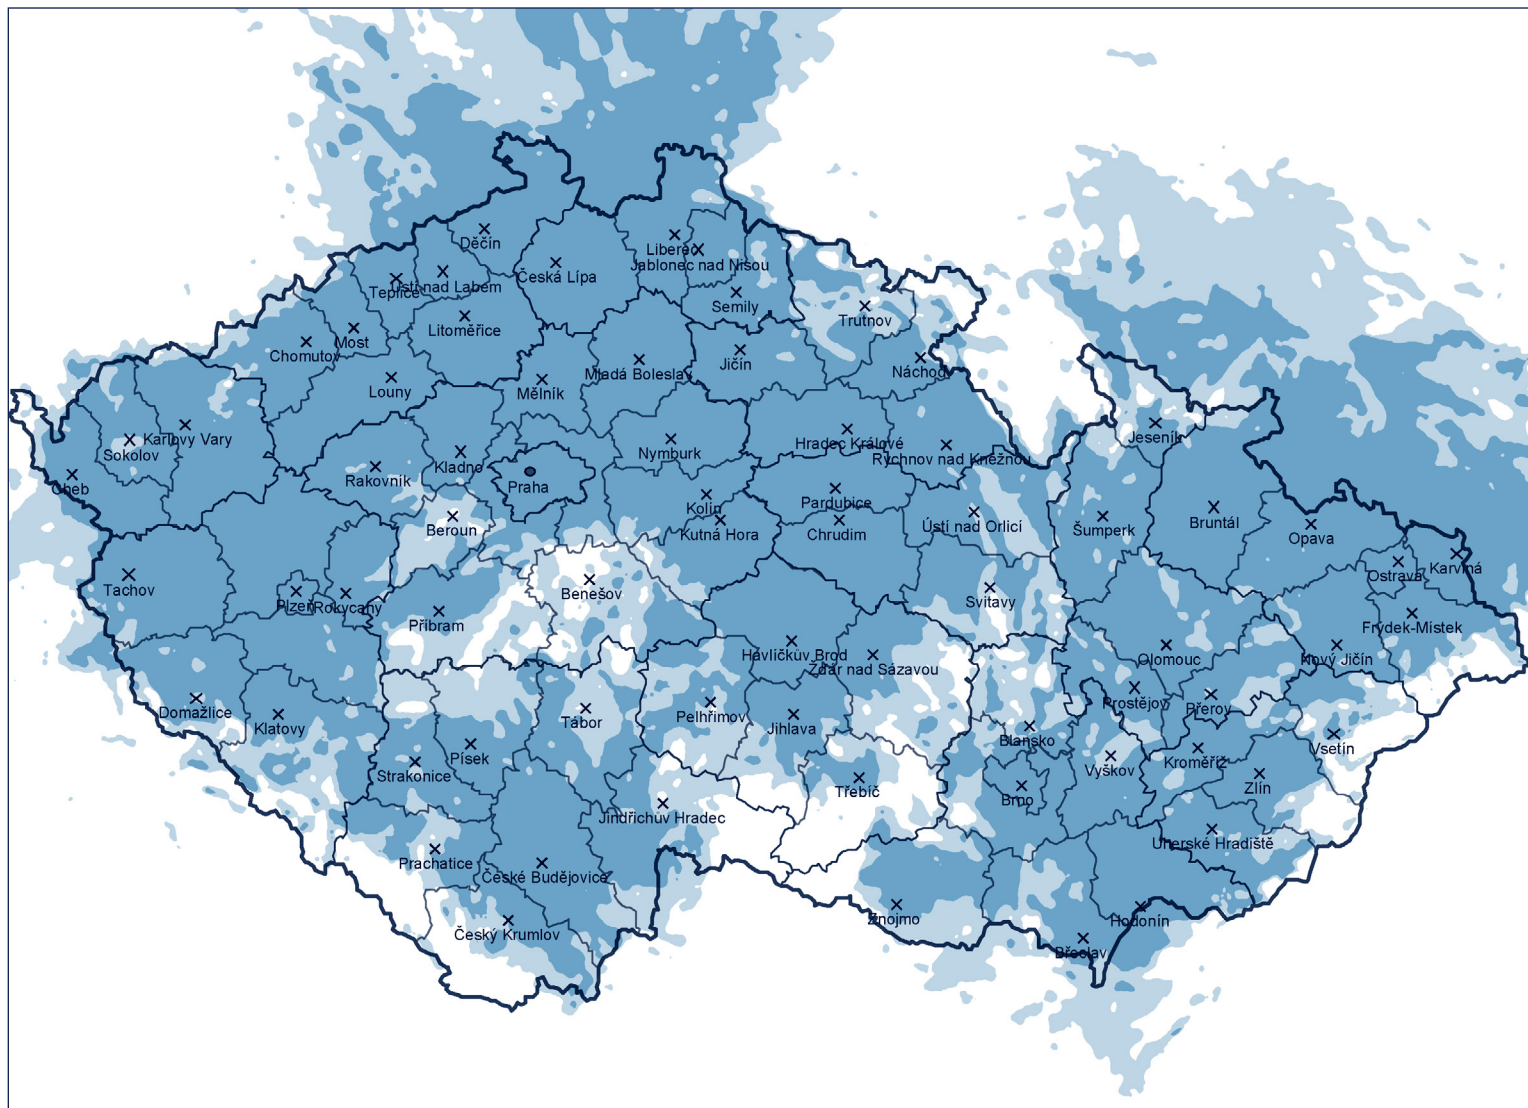 Děčín
Liberec
Česká Lípa
Jablonec nad Nisou
Teplice
Ústí nad Labem
Semily
Trutnov
Litoměřice
Most
Chomutov
Jičín
Náchod
Mladá Boleslav
Louny
Mělník
Karlovy Vary
Sokolov
Hradec Králové
Jeseník
Nymburk
Rychnov nad Kněžnou
Kladno
Rakovník
Cheb
Praha
Pardubice
Kolín
Beroun
Ústí nad Orlicí
Šumperk
Bruntál
Kutná Hora
Chrudim
Opava
Karviná
Ostrava
Tachov
Benešov
Svitavy
Plzeň
Rokycany
Příbram
Frýdek-Místek
Havlíčkův Brod
Olomouc
Nový Jičín
Žďár nad Sázavou
Prostějov
Přerov
Domažlice
Pelhřimov
Tábor
Klatovy
Jihlava
Blansko
Vsetín
Písek
Vyškov
Kroměříž
Strakonice
Třebíč
Zlín
Brno
Jindřichův Hradec
Uherské Hradiště
Prachatice
České Budějovice
Znojmo
Hodonín
Český Krumlov
Břeclav